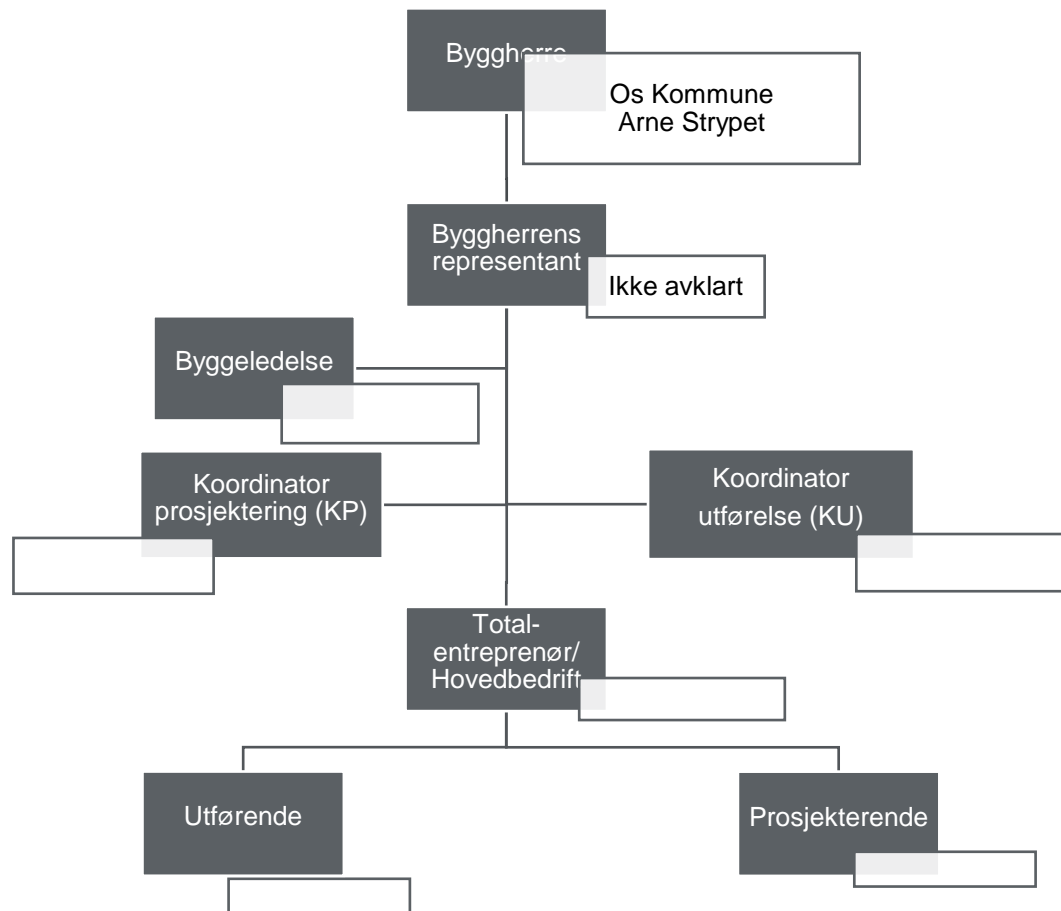 Byggherre
Os Kommune
Arne Strypet
Byggherrens
representant
Ikke avklart
Byggeledelse
Koordinator
prosjektering (KP)
Koordinator
utførelse (KU)
Total-
entreprenør/
Hovedbedrift
Utførende
Prosjekterende